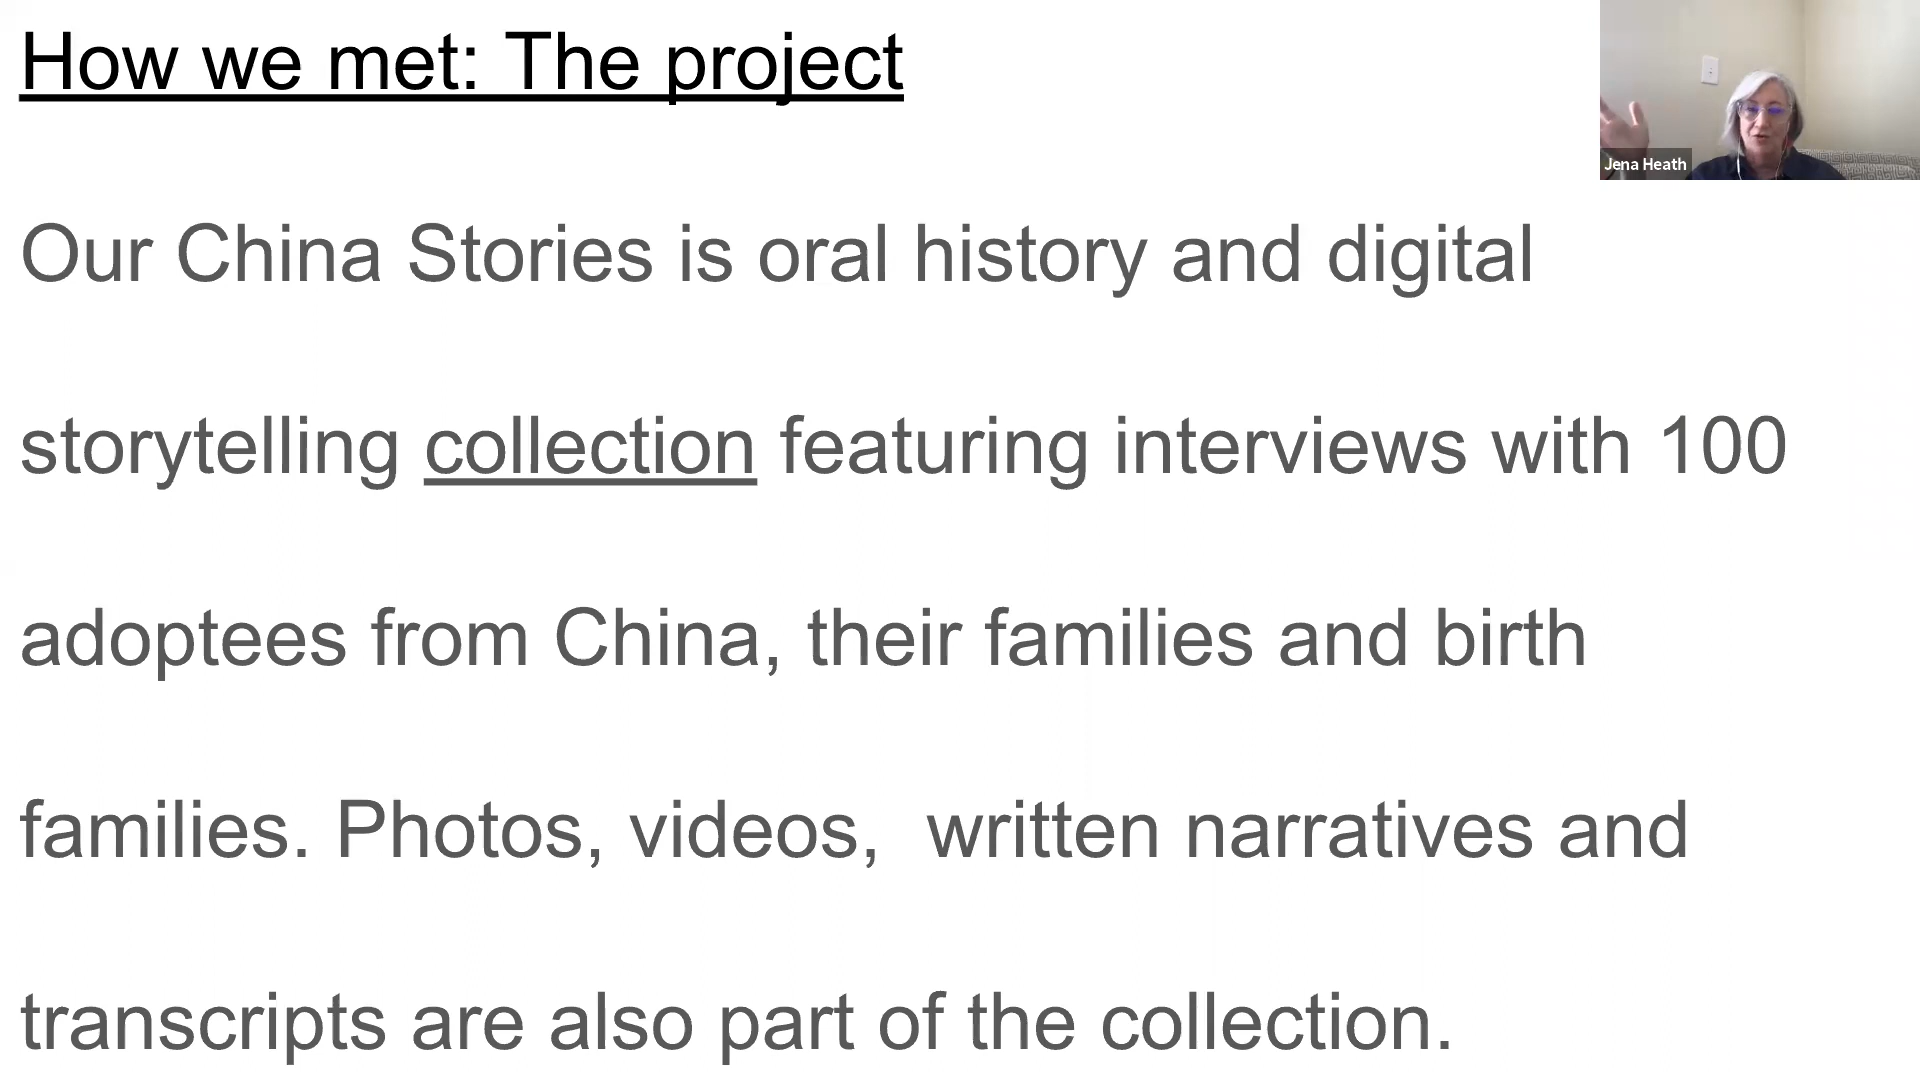 How we met: The project
Jena Heath
Our China Stories is oral history and digital
storytelling collection featuring interviews with 100
adoptees from China, their families and birth
families. Photos, videos,  written narratives and
transcripts are also part of the collection.